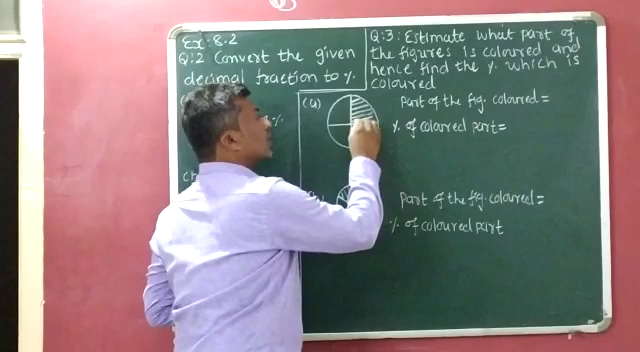 Ex: 8.2
Q:2 Convert the given
decimal fraction to %.
Q:3: Estimate what part of
the figures is coloured and
hence find the %. which is
coloured
(a)
Part of the fig. coloured =
%. of coloured part =
Part of the fig. coloured =
%. of coloured part